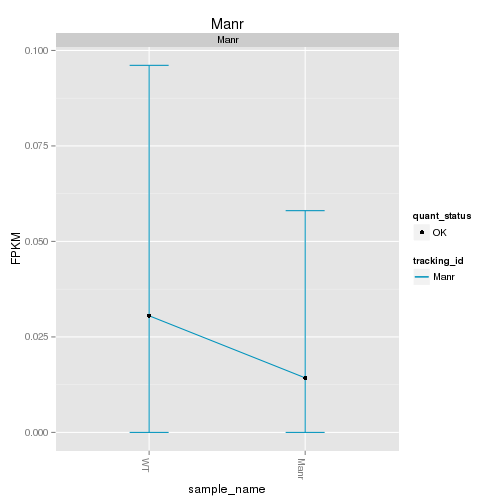 Manr
Manr
0.100
0.075
0.050
0.025
0.000
FPKM
WT
Manr
sample_name
quant_status
OK
tracking_id
Manr